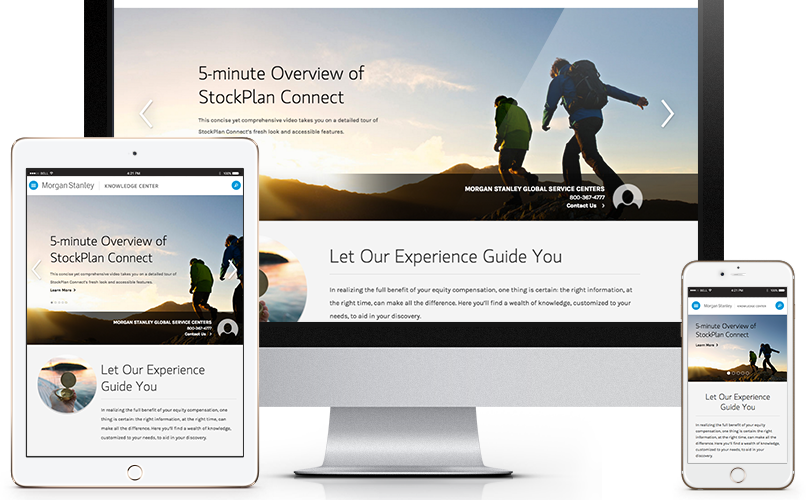 5-minute Overview of
StockPlan Connect
This concise yet comprehensive video takes you on a detailed tour of
StockPlan Connect's fresh look and accessible features.
MORGAN STANLEY GLOBAL SERVICE CENTERS
800-367-4777
Contact Us
Let Our Experience Guide You
In realizing the full benefit of your equity compensation, one thing is certain: the right information, at
the right time, can make all the difference. Here you'll find a wealth of knowledge, customized to your
needs, to aid in your discovery.
4:21 PM
100%
Morgan Stanley | KNOWLEDGE CENTER
5-minute Overview of
StockPlan Connect
This concise yet comprehensive video takes you on a detailed tour of
StockPlan Connect's fresh look and accessible features.
Learn More
MORGAN STANLEY GLOBAL SERVICE CENTERS
800-367-4777
Contact Us
Let Our Experience
Guide You
In realizing the full benefit of your equity compensation, one
thing is certain: the right information, at the right time, can
make all the difference. Here you'll find a wealth of knowledge,
customized to your needs, to aid in your discovery.
4:21 PM
100%
Morgan Stanley | KNOWLEDGE CENTER
5-minute Overview of
StockPlan Connect
Learn More
Let Our Experience
Guide You
In realizing the full benefit of your equity
compensation, one thing is certain: the right
information, at the right time, can make all
the difference. Here you'll find a wealth of
knowledge, customized to your needs, to aid
in your discovery.